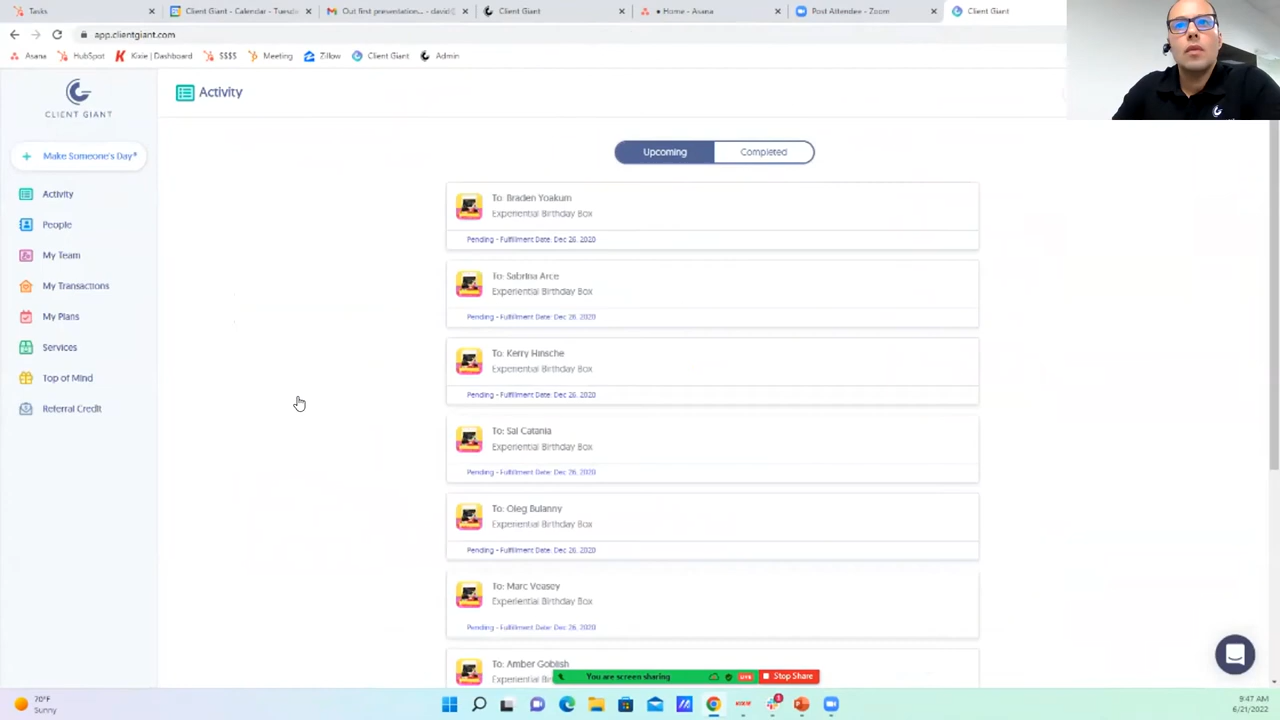 Tasks
Client Giant - Calendar - Tuesd
Out first presentation... - david@
Client Giant
Home - Asana
Post Attendee - Zoom
Client Giant
app.clientgiant.com
Asana
HubSpot
Kixie | Dashboard
$$$$
Meeting
Zillow
Client Giant
Admin
CLIENT GIANT
Activity
+ Make Someone's Day®
Activity
People
My Team
My Transactions
My Plans
Services
Top of Mind
Referral Credit
Upcoming
Completed
To: Braden Yoakum
Experiential Birthday Box
Pending - Fulfillment Date: Dec 26, 2020
To: Sabrina Arce
Experiential Birthday Box
Pending - Fulfillment Date: Dec 26, 2020
To: Kerry Hinsche
Experiential Birthday Box
Pending - Fulfillment Date: Dec 26, 2020
To: Sal Catania
Experiential Birthday Box
Pending - Fulfillment Date: Dec 26, 2020
To: Oleg Bulanny
Experiential Birthday Box
Pending - Fulfillment Date: Dec 26, 2020
To: Marc Veasey
Experiential Birthday Box
Pending - Fulfillment Date: Dec 26, 2020
To: Amber Goblish
You are screen sharing
LIVE
Stop Share
70°F
Sunny
9:47 AM
6/21/2022